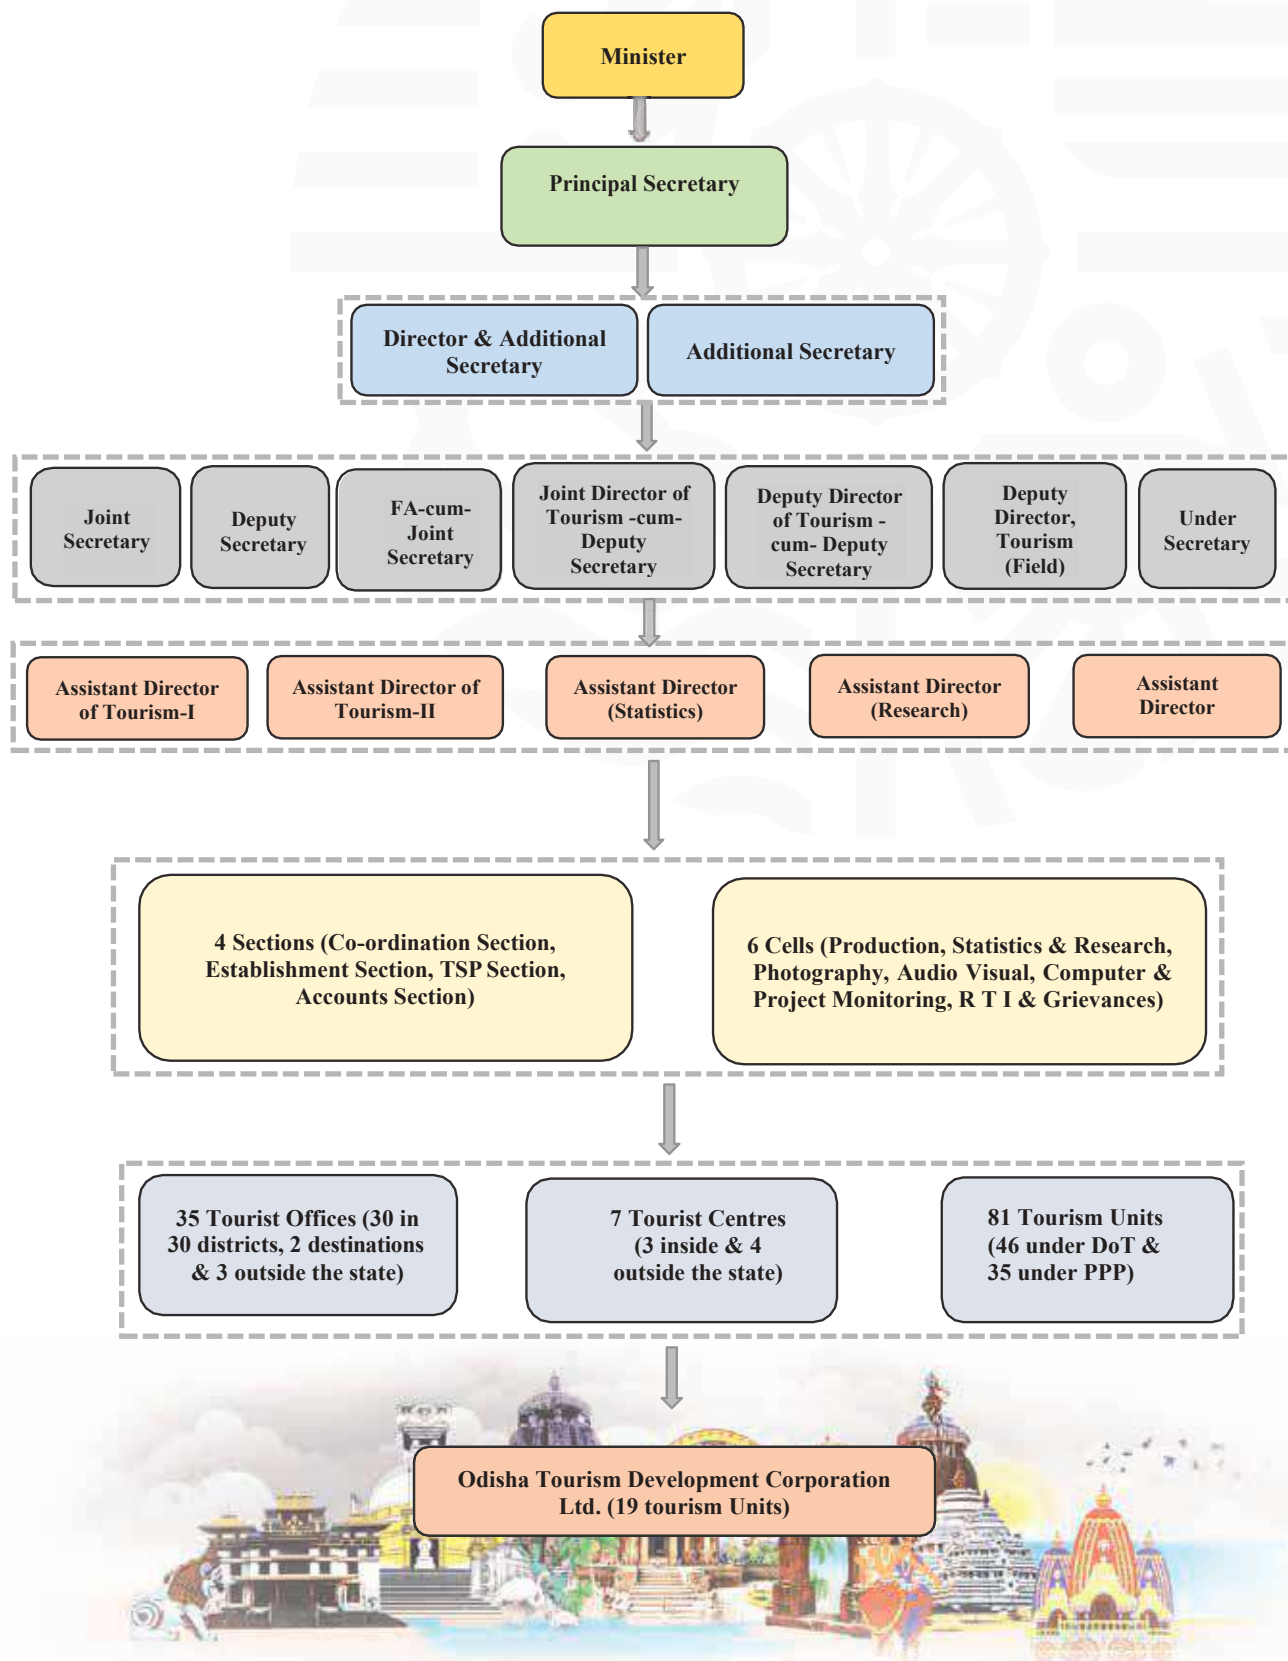 Minister
Principal Secretary
Director & Additional
Secretary
Additional Secretary
Joint
Secretary
Deputy
Secretary
FA-cum-
Joint
Secretary
Joint Director of
Tourism -cum-
Deputy
Secretary
Deputy Director
of Tourism -
cum- Deputy
Secretary
Deputy
Director,
Tourism
(Field)
Under
Secretary
Assistant Director
of Tourism-I
Assistant Director of
Tourism-II
Assistant Director
(Statistics)
Assistant Director
(Research)
Assistant
Director
4 Sections (Co-ordination Section,
Establishment Section, TSP Section,
Accounts Section)
6 Cells (Production, Statistics & Research,
Photography, Audio Visual, Computer &
Project Monitoring, R T I & Grievances)
35 Tourist Offices (30 in
30 districts, 2 destinations
& 3 outside the state)
7 Tourist Centres
(3 inside & 4
outside the state)
81 Tourism Units
(46 under DoT &
35 under PPP)
Odisha Tourism Development Corporation
Ltd. (19 tourism Units)